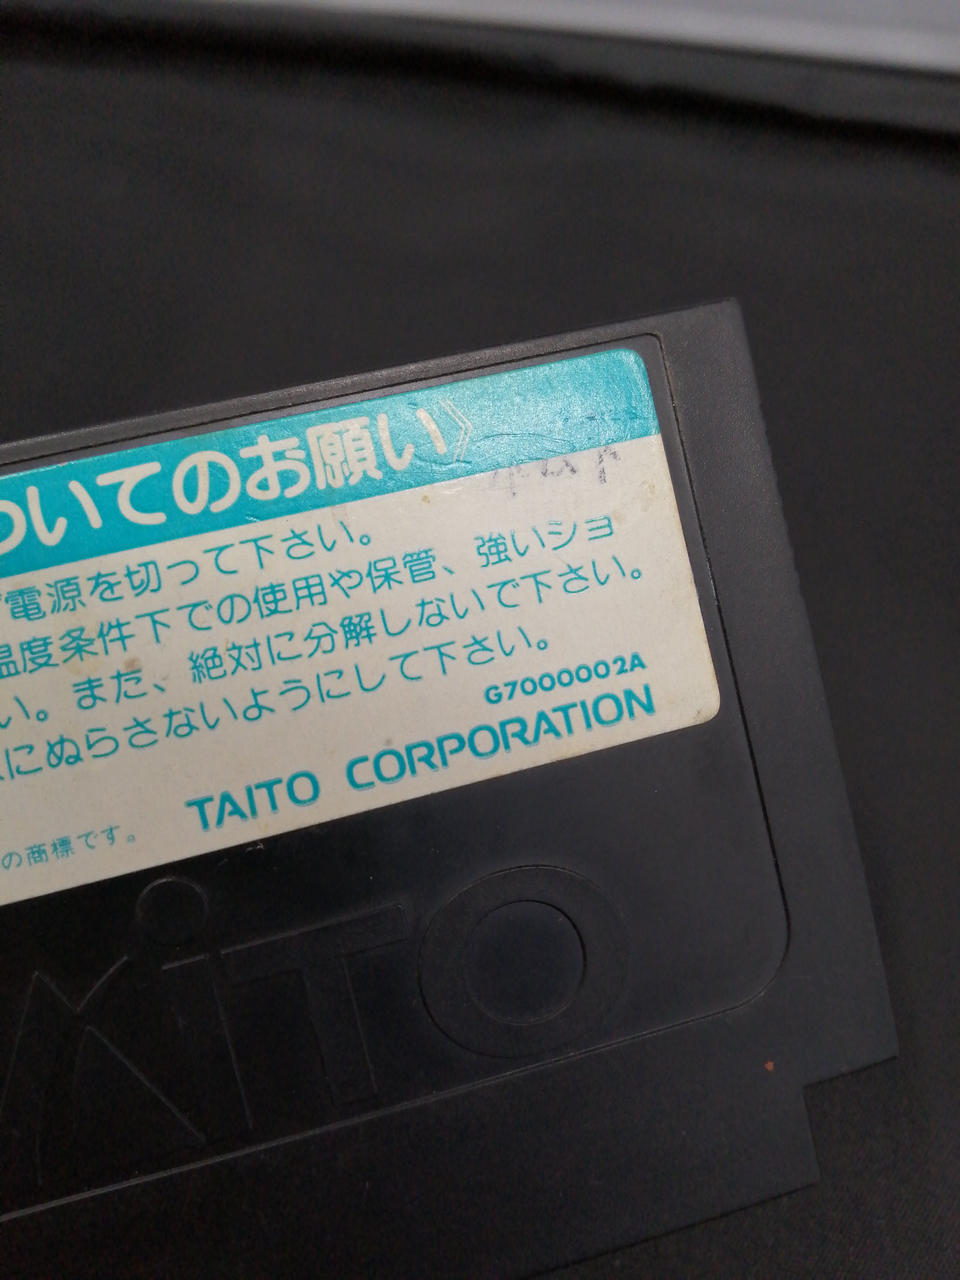 ついてのお願い》
電源を切って下さい。
温度条件下での使用や保管、強いショ
い。また、絶対に分解しないで下さい。
にぬらさないようにして下さい。
G7000002A
TAITO CORPORATION
の商標です。
TAITO